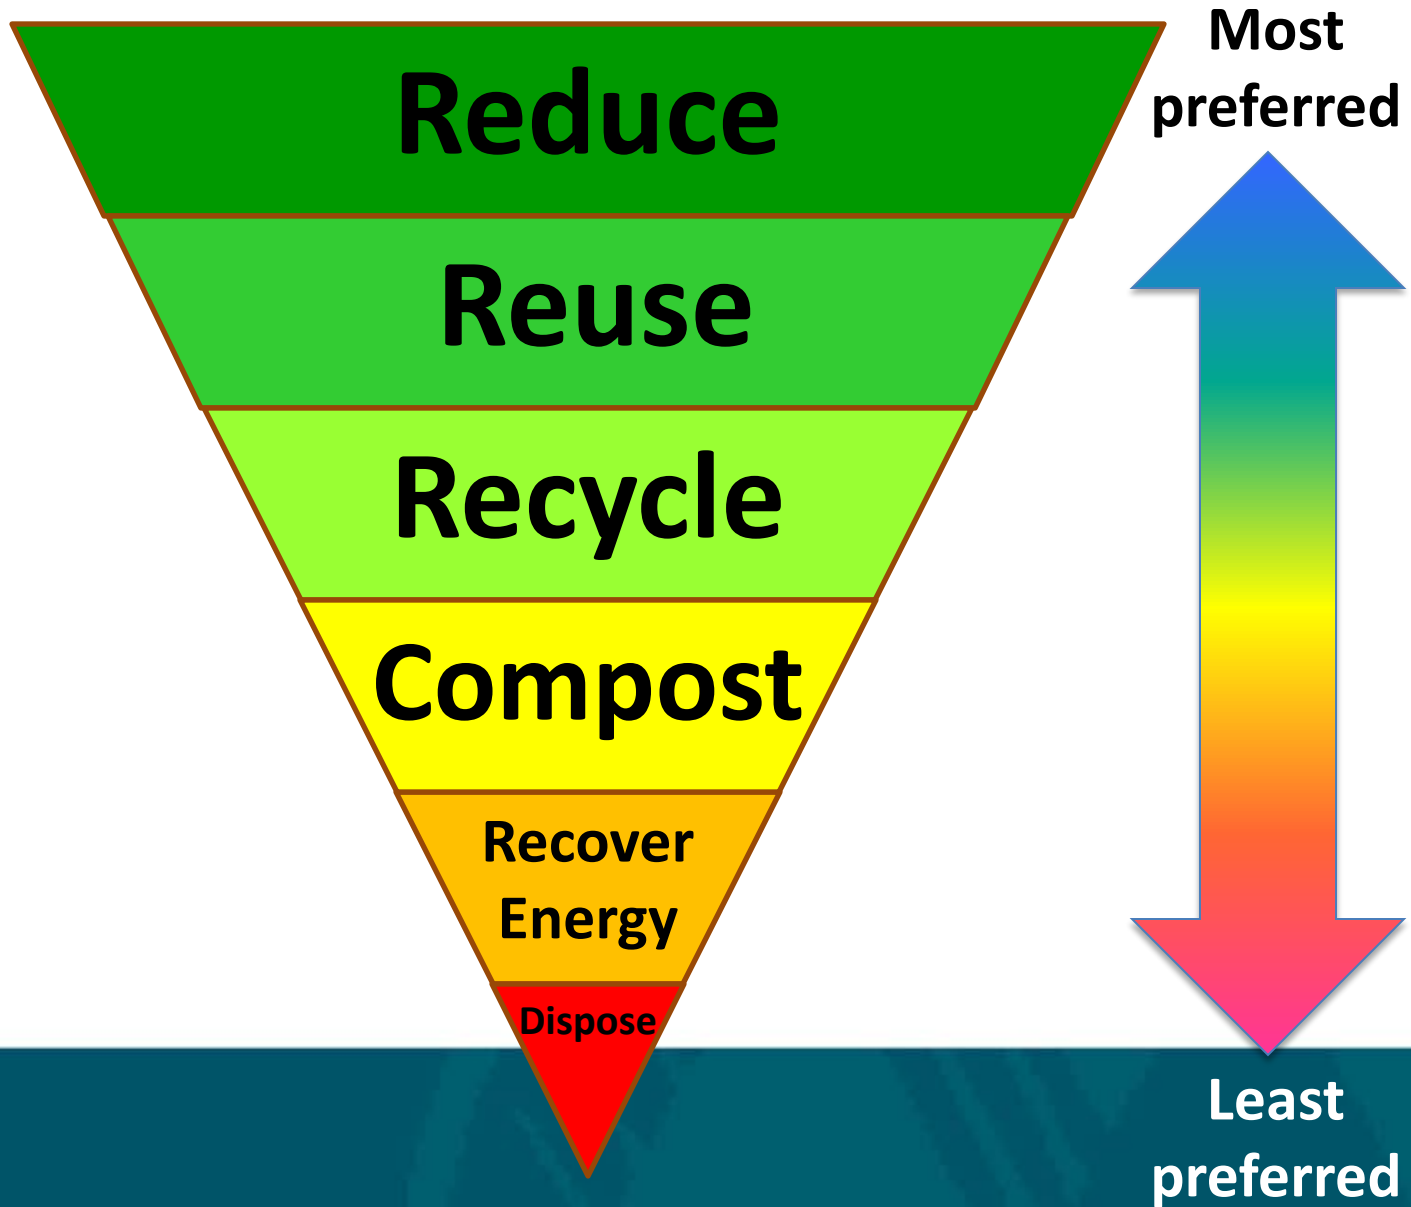 Most
preferred
Reduce
Reuse
Recycle
Compost
Recover
Energy
Dispose
Least
preferred